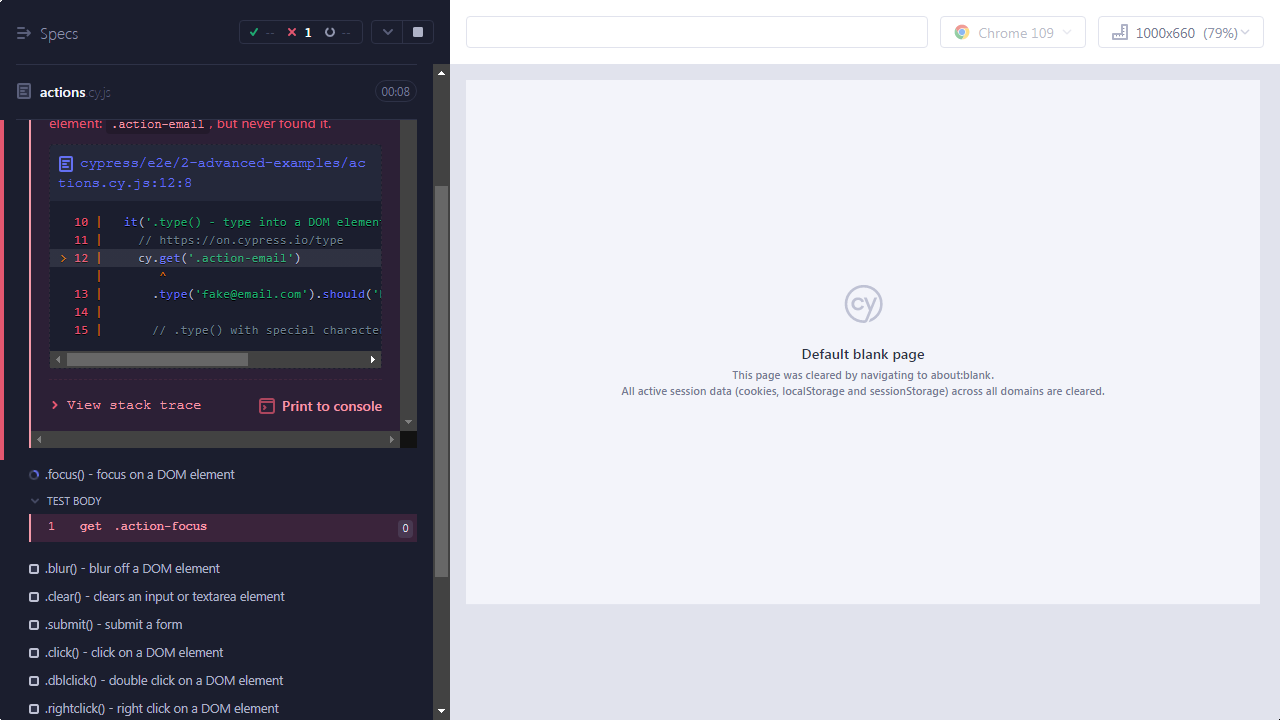 Specs
--
1
--
Chrome 109
1000x660 (79%)
actions cy.js
00:08
element: .action-email , but never found it.
cypress/e2e/2-advanced-examples/ac
tions.cy.js:12:8
10 | it('.type() - type into a DOM element
11 | // https://on.cypress.io/type
> 12 | cy.get('.action-email')
| ^
13 | .type('fake@email.com').should('
14 |
15 | // .type() with special character
View stack trace
Print to console
.focus() - focus on a DOM element
TEST BODY
1 get .action-focus 0
.blur() - blur off a DOM element
.clear() - clears an input or textarea element
.submit() - submit a form
.click() - click on a DOM element
.dblclick() - double click on a DOM element
.rightclick() - right click on a DOM element
cy
Default blank page
This page was cleared by navigating to about:blank.
All active session data (cookies, localStorage and sessionStorage) across all domains are cleared.